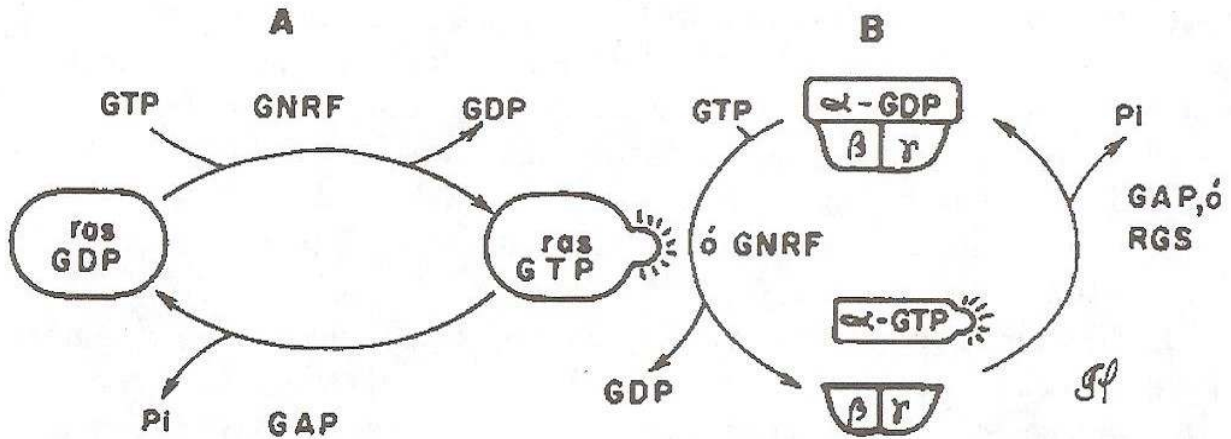 A
GTP GNRF GDP
ras
GDP
ras
GTP
Pi GAP
B
GTP
α-GDP
β γ
Pi
ó GNRF
GAP,ó
RGS
α-GTP
GDP
β γ